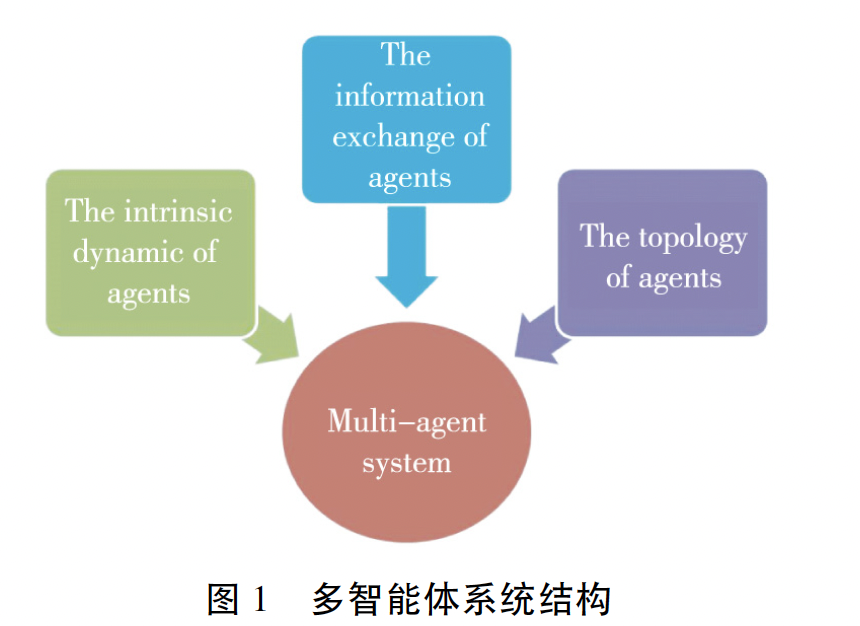 The
information
exchange of
agents
The intrinsic
dynamic of
agents
The topology
of agents
Multi-agent
system
图 1 多智能体系统结构